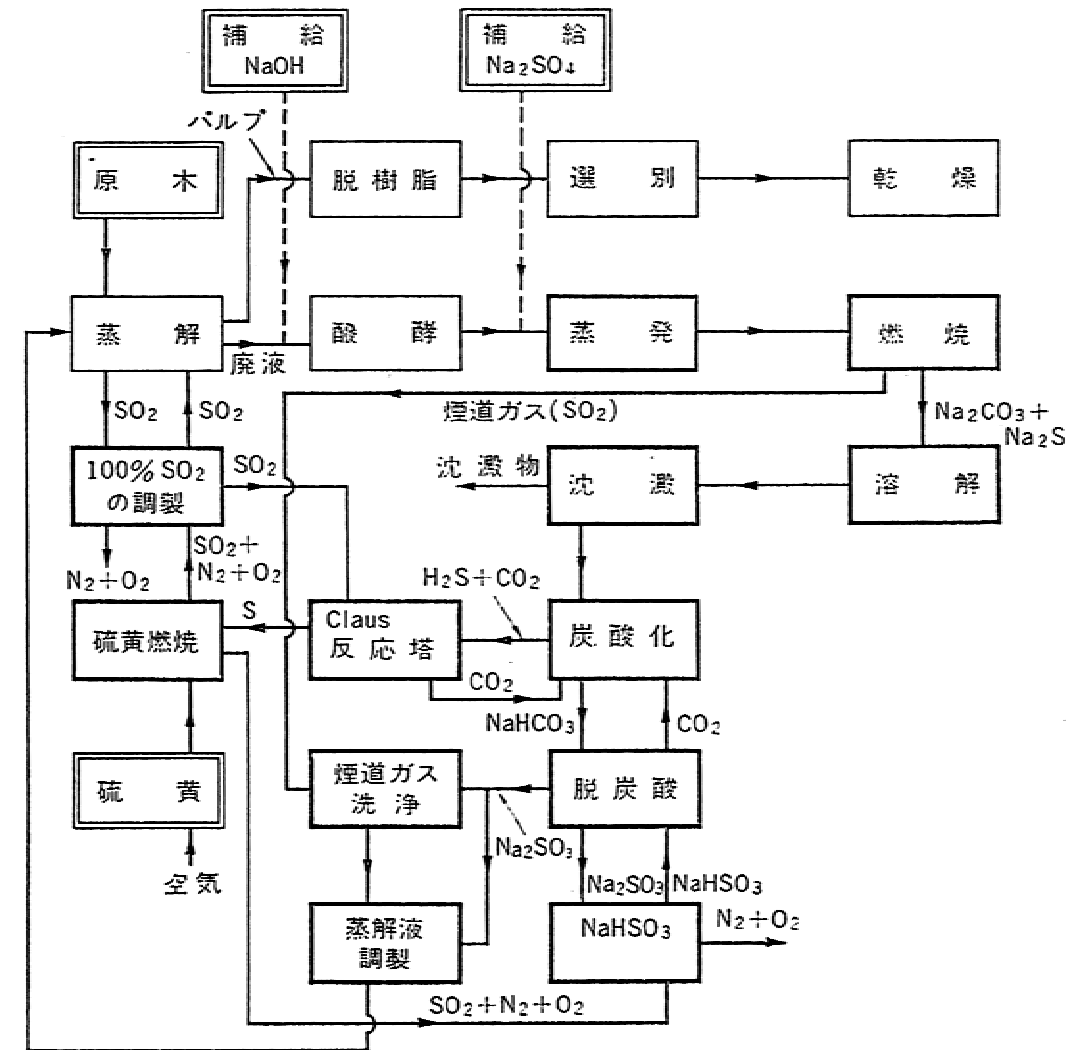 補給
NaOH
補給
Na₂SO₄
パルプ
原木
脱樹脂
選別
乾燥
蒸解
廃液
醱酵
蒸発
燃焼
煙道ガス(SO₂)
Na₂CO₃+
Na₂S
SO₂
SO₂
100%SO₂
の調製
SO₂
沈澱物
沈澱
溶解
N₂+O₂
SO₂+
N₂+O₂
H₂S+CO₂
硫黄燃焼
S
Claus
反応塔
炭酸化
CO₂
NaHCO₃
CO₂
硫黄
煙道ガス
洗浄
脱炭酸
Na₂SO₃
空気
Na₂SO₃
NaHSO₃
蒸解液
調製
NaHSO₃
N₂+O₂
SO₂+N₂+O₂